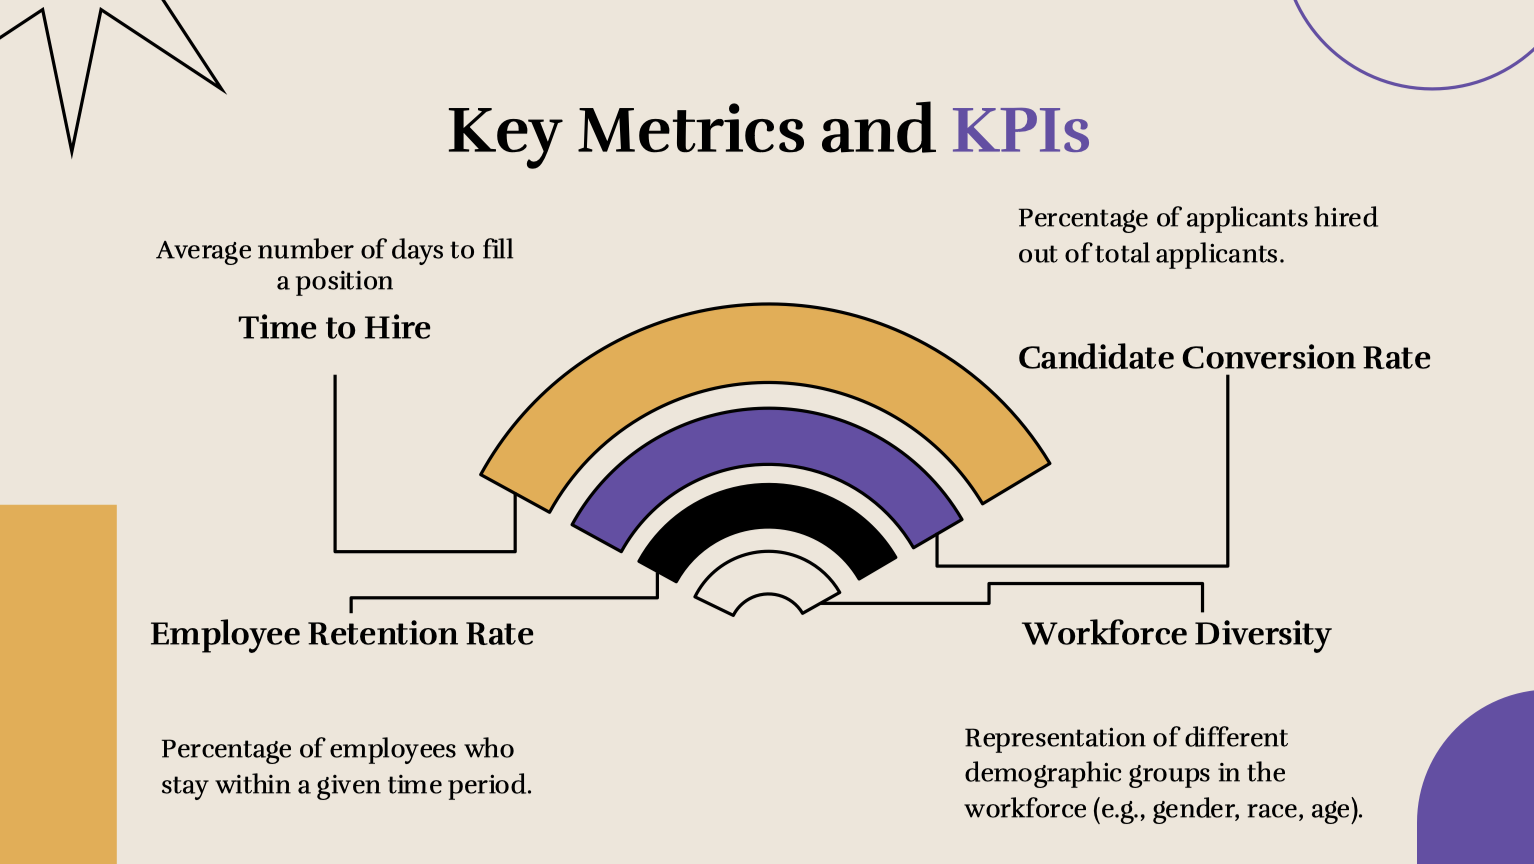 Key Metrics and KPIs
Average number of days to fill
a position
Time to Hire
Percentage of applicants hired
out of total applicants.
Candidate Conversion Rate
Employee Retention Rate
Percentage of employees who
stay within a given time period.
Workforce Diversity
Representation of different
demographic groups in the
workforce (e.g., gender, race, age).